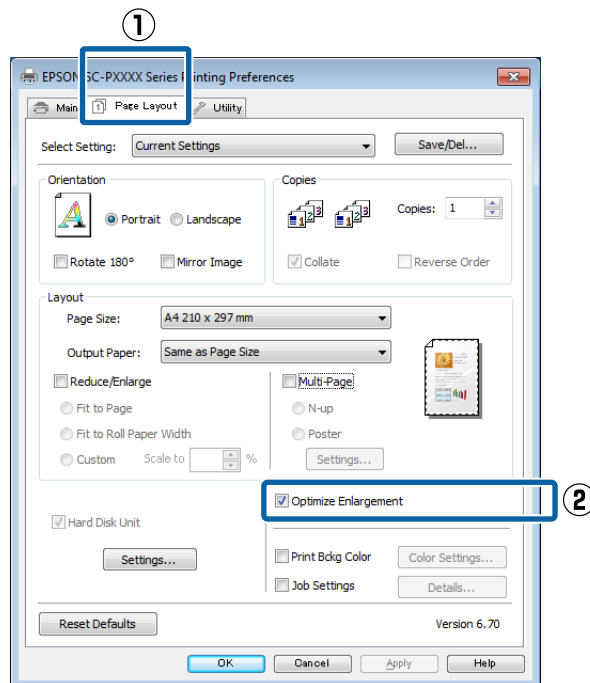 ①
EPSON SC-PXXXX Series Printing Preferences
Main Page Layout Utility
Select Setting: Current Settings Save/Del...
Orientation
Portrait Landscape
Rotate 180° Mirror Image
Copies
Copies: 1
Collate Reverse Order
Layout
Page Size: A4 210 x 297 mm
Output Paper: Same as Page Size
Reduce/Enlarge
Fit to Page
Fit to Roll Paper Width
Custom Scale to %
Multi-Page
N-up
Poster
Settings...
Optimize Enlargement
②
Hard Disk Unit
Settings...
Print Bckg Color Color Settings...
Job Settings Details...
Reset Defaults Version 6.70
OK Cancel Apply Help